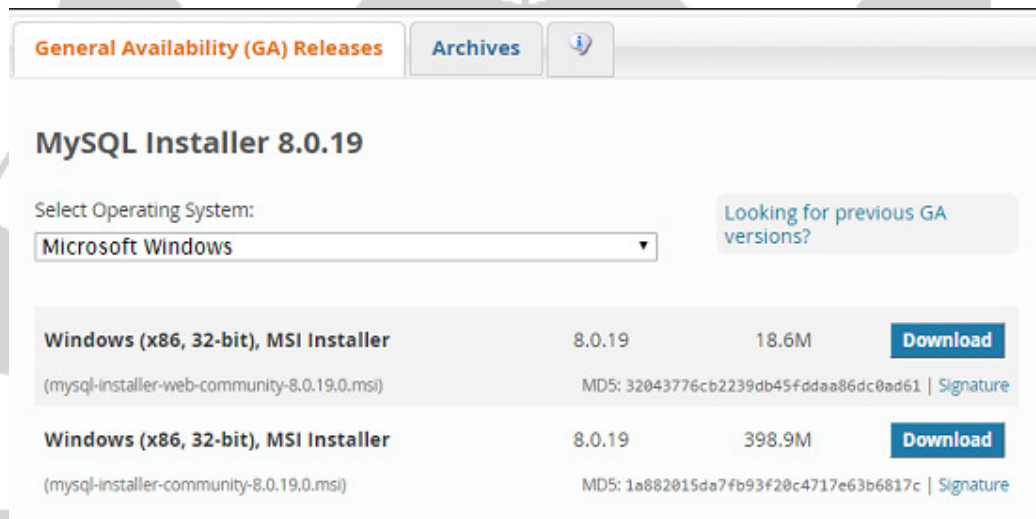 General Availability (GA) Releases
Archives
MySQL Installer 8.0.19
Select Operating System:
Looking for previous GA
versions?
Microsoft Windows
Windows (x86, 32-bit), MSI Installer 8.0.19 18.6M Download
(mysql-installer-web-community-8.0.19.0.msi) MD5: 32043776cb2239db45fddaa86dc0ad61 | Signature
Windows (x86, 32-bit), MSI Installer 8.0.19 398.9M Download
(mysql-installer-community-8.0.19.0.msi) MD5: 1a882015da7fb93f20c4717e63b6817c | Signature